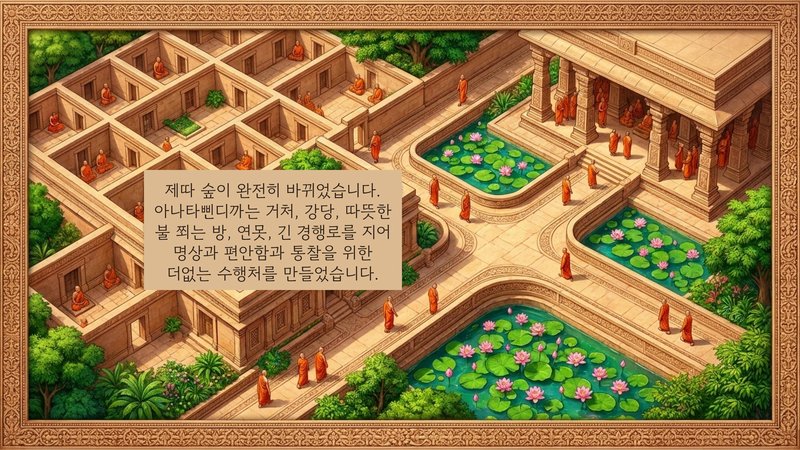 제따 숲이 완전히 바뀌었습니다.
아나타삔디까는 거처, 강당, 따뜻한
불 쬐는 방, 연못, 긴 경행로를 지어
명상과 편안함과 통찰을 위한
더없는 수행처를 만들었습니다.